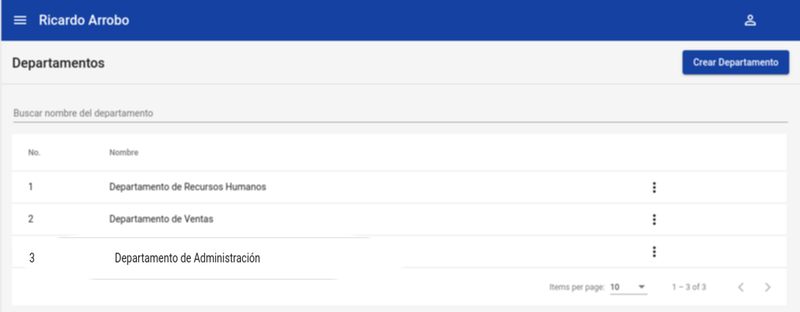 Ricardo Arrobo
Departamentos
Crear Departamento
Buscar nombre del departamento
No. Nombre
1 Departamento de Recursos Humanos
2 Departamento de Ventas
3 Departamento de Administración
Items per page: 10 1 – 3 of 3